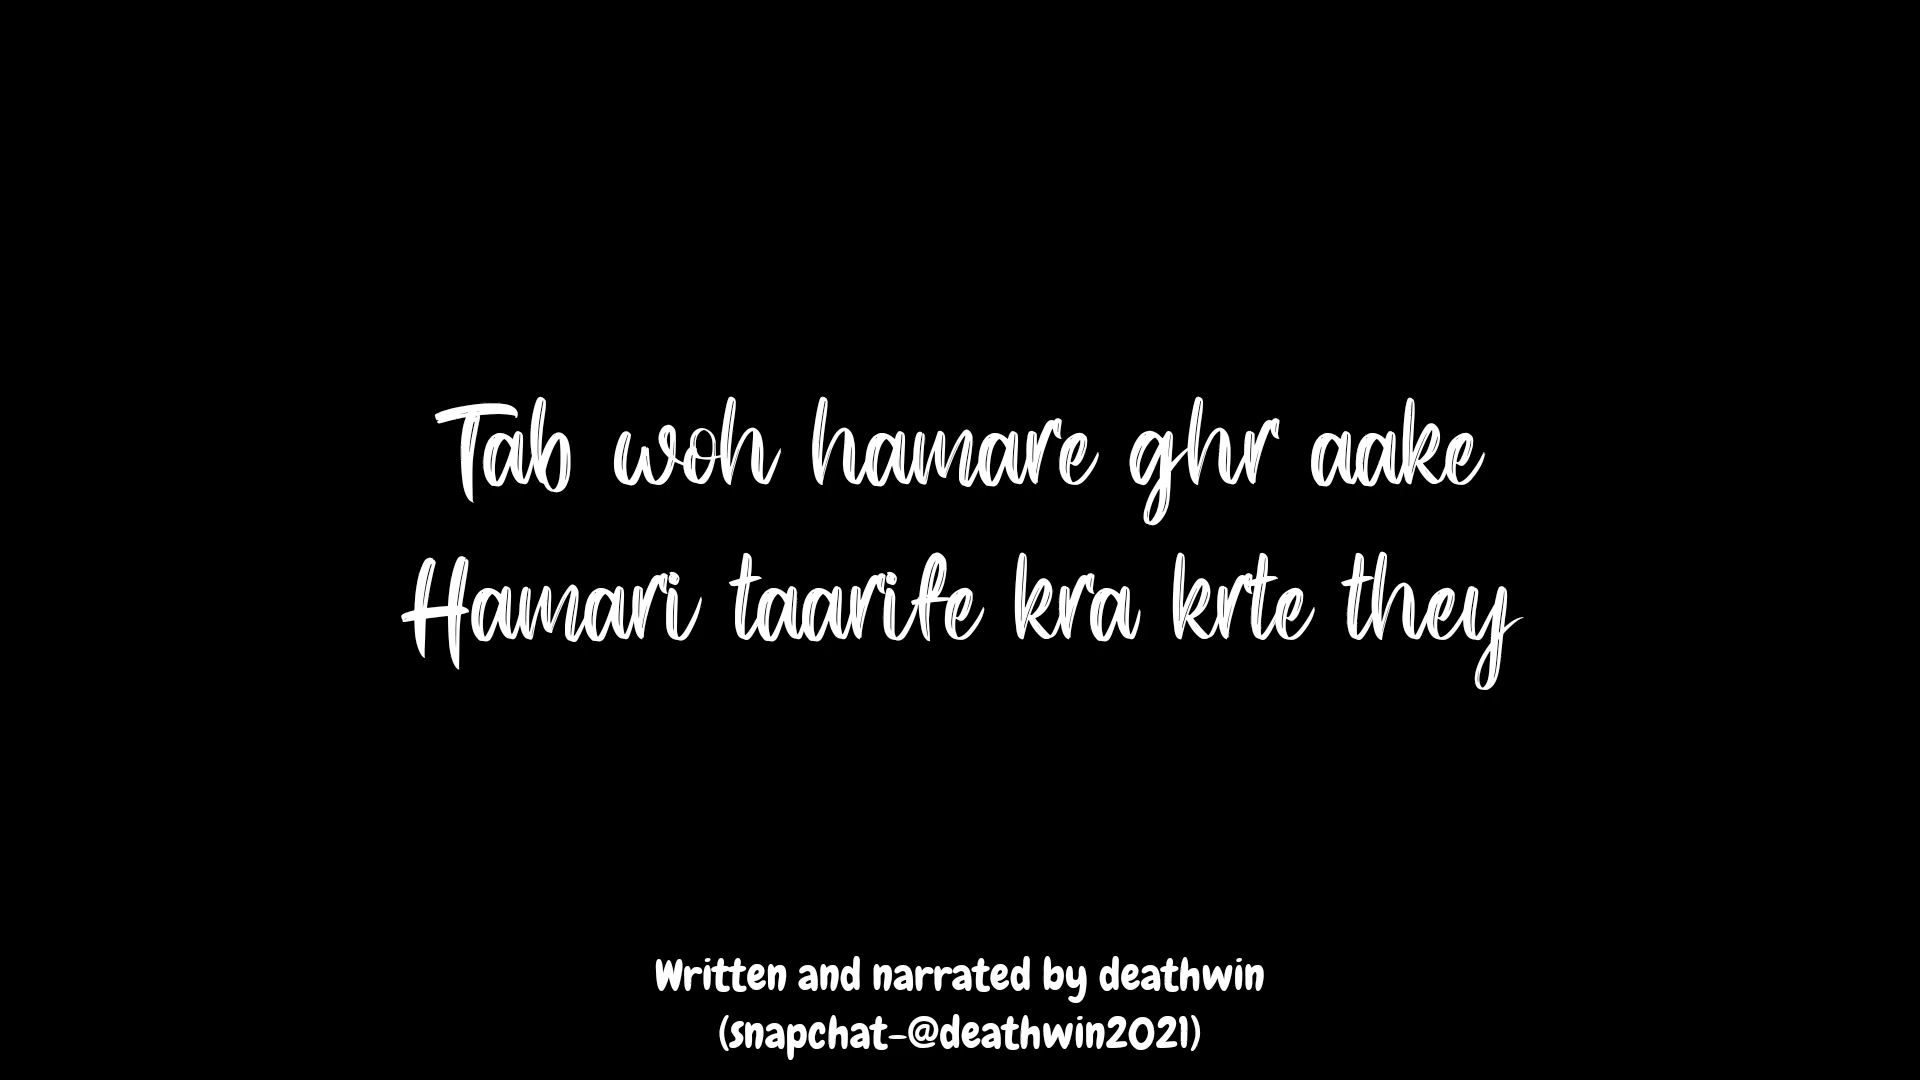 Tab woh hamare ghr aake
Hamari taarife kra krte they
Written and narrated by deathwin
(snapchat-@deathwin2021)